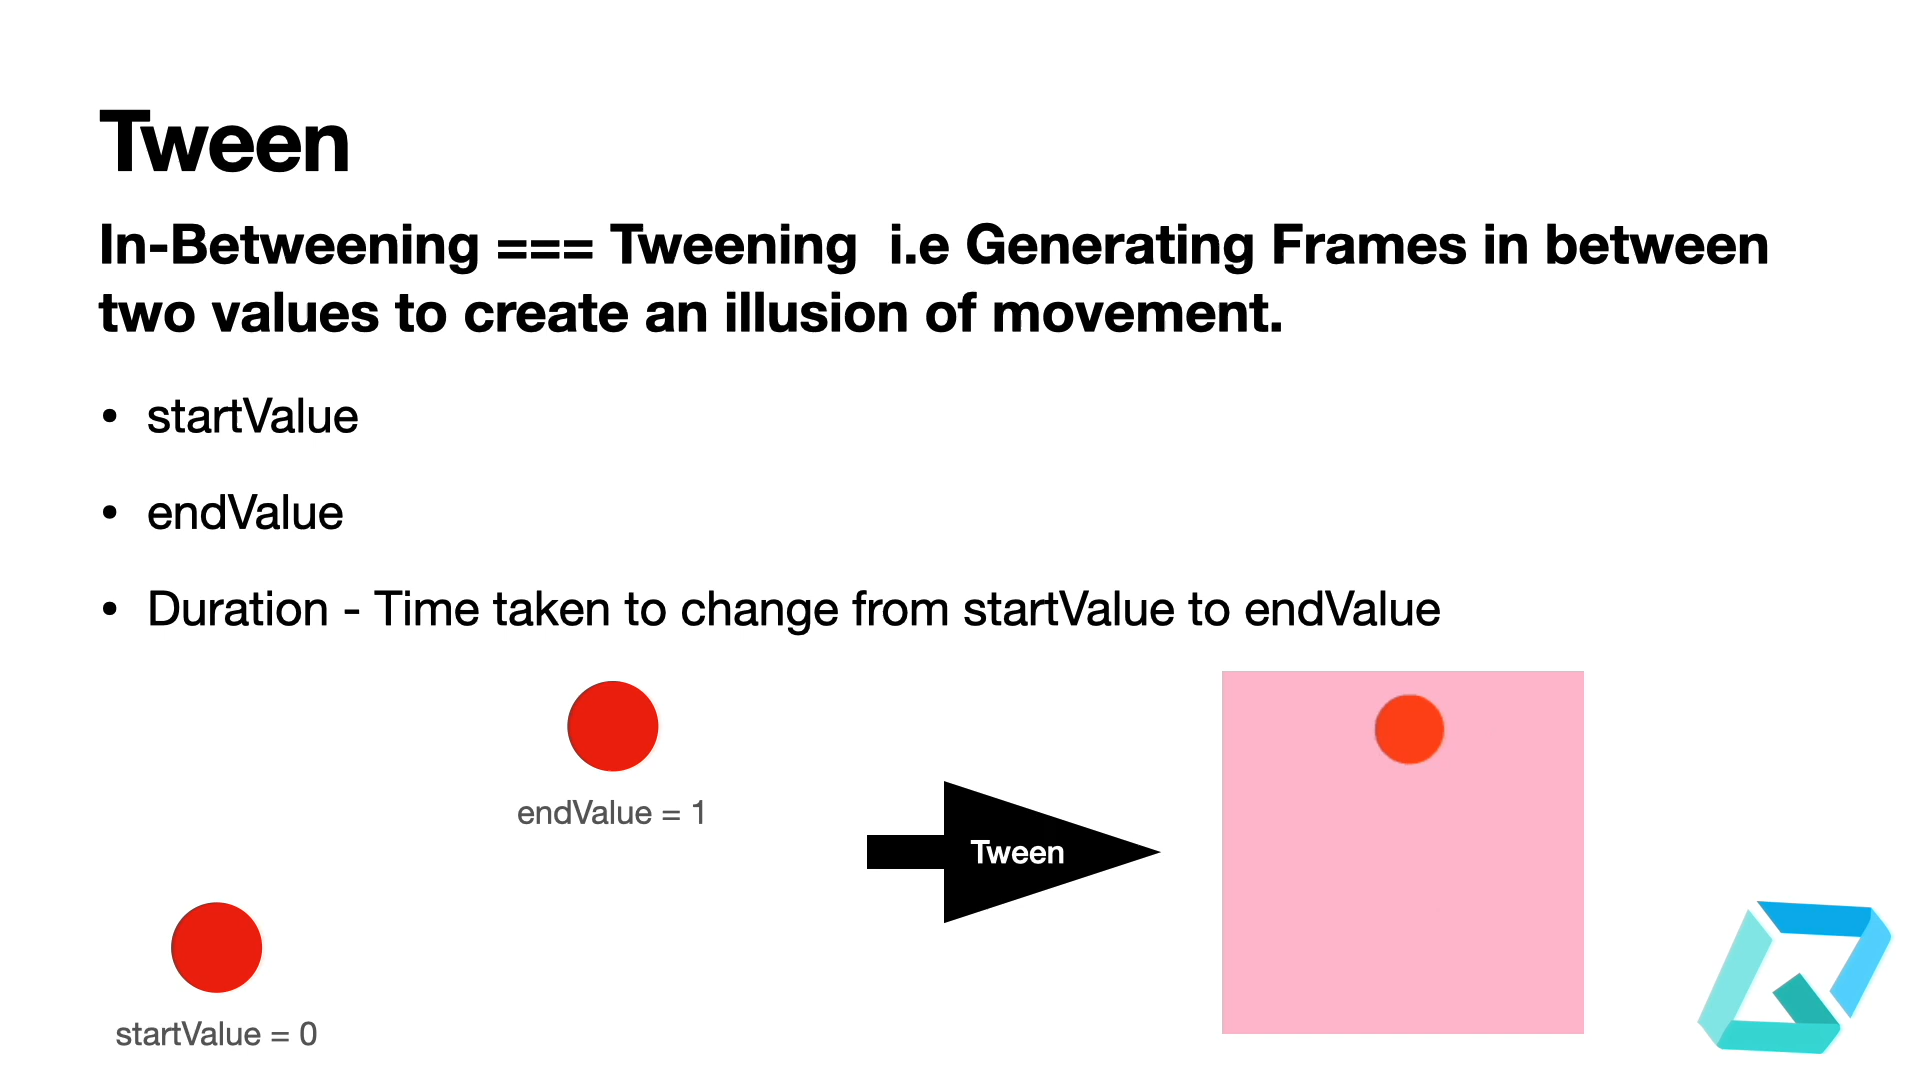 Tween
In-Betweening === Tweening  i.e Generating Frames in between
two values to create an illusion of movement.
• startValue
• endValue
• Duration - Time taken to change from startValue to endValue
endValue = 1
Tween
startValue = 0